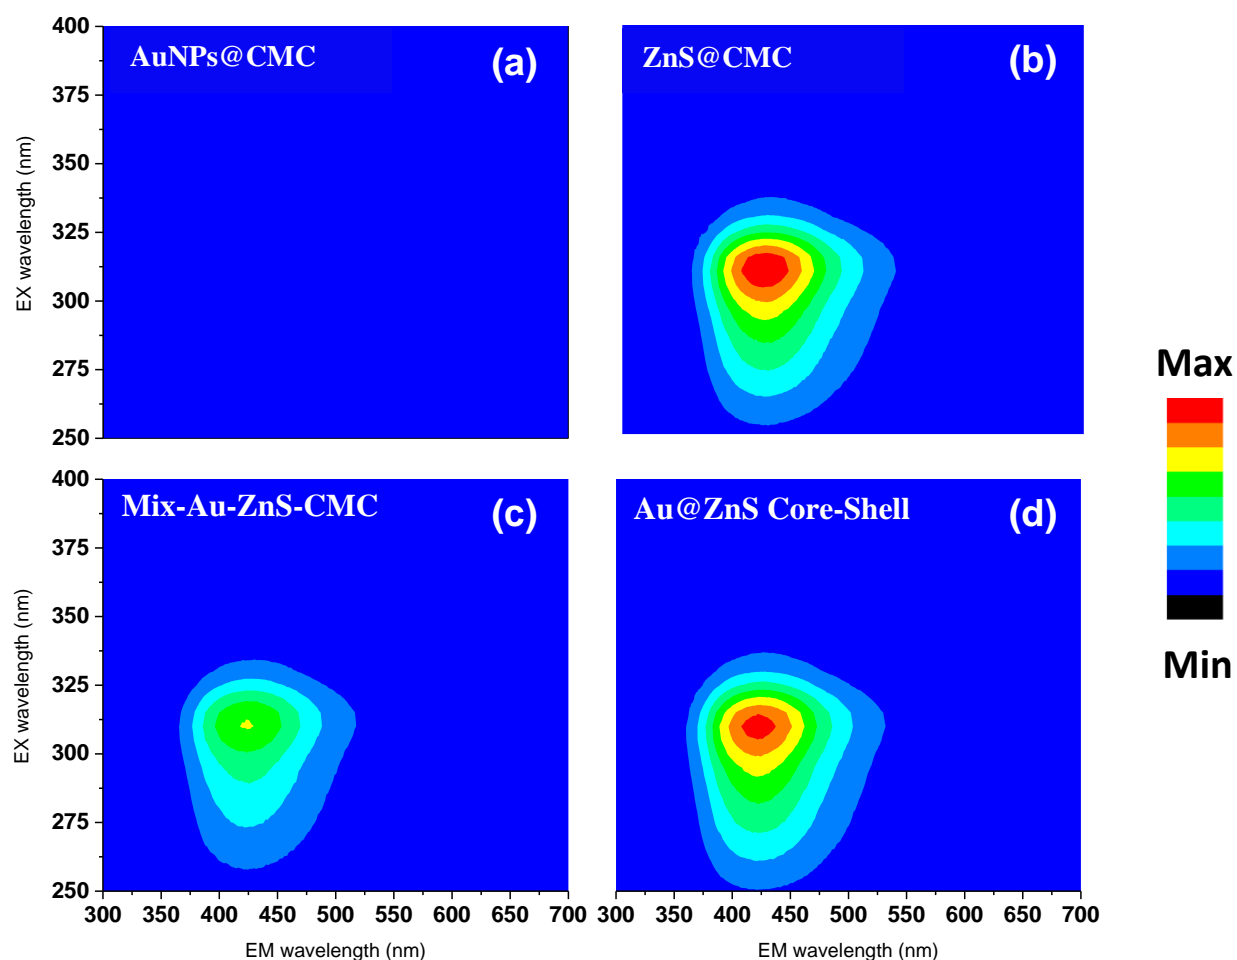 400
375
350
325
300
275
250
EX wavelength (nm)
AuNPs@CMC
(a)
ZnS@CMC
(b)
Max
Min
400
375
350
325
300
275
250
EX wavelength (nm)
Mix-Au-ZnS-CMC
(c)
300 350 400 450 500 550 600 650 700
EM wavelength (nm)
Au@ZnS Core-Shell
(d)
300 350 400 450 500 550 600 650 700
EM wavelength (nm)